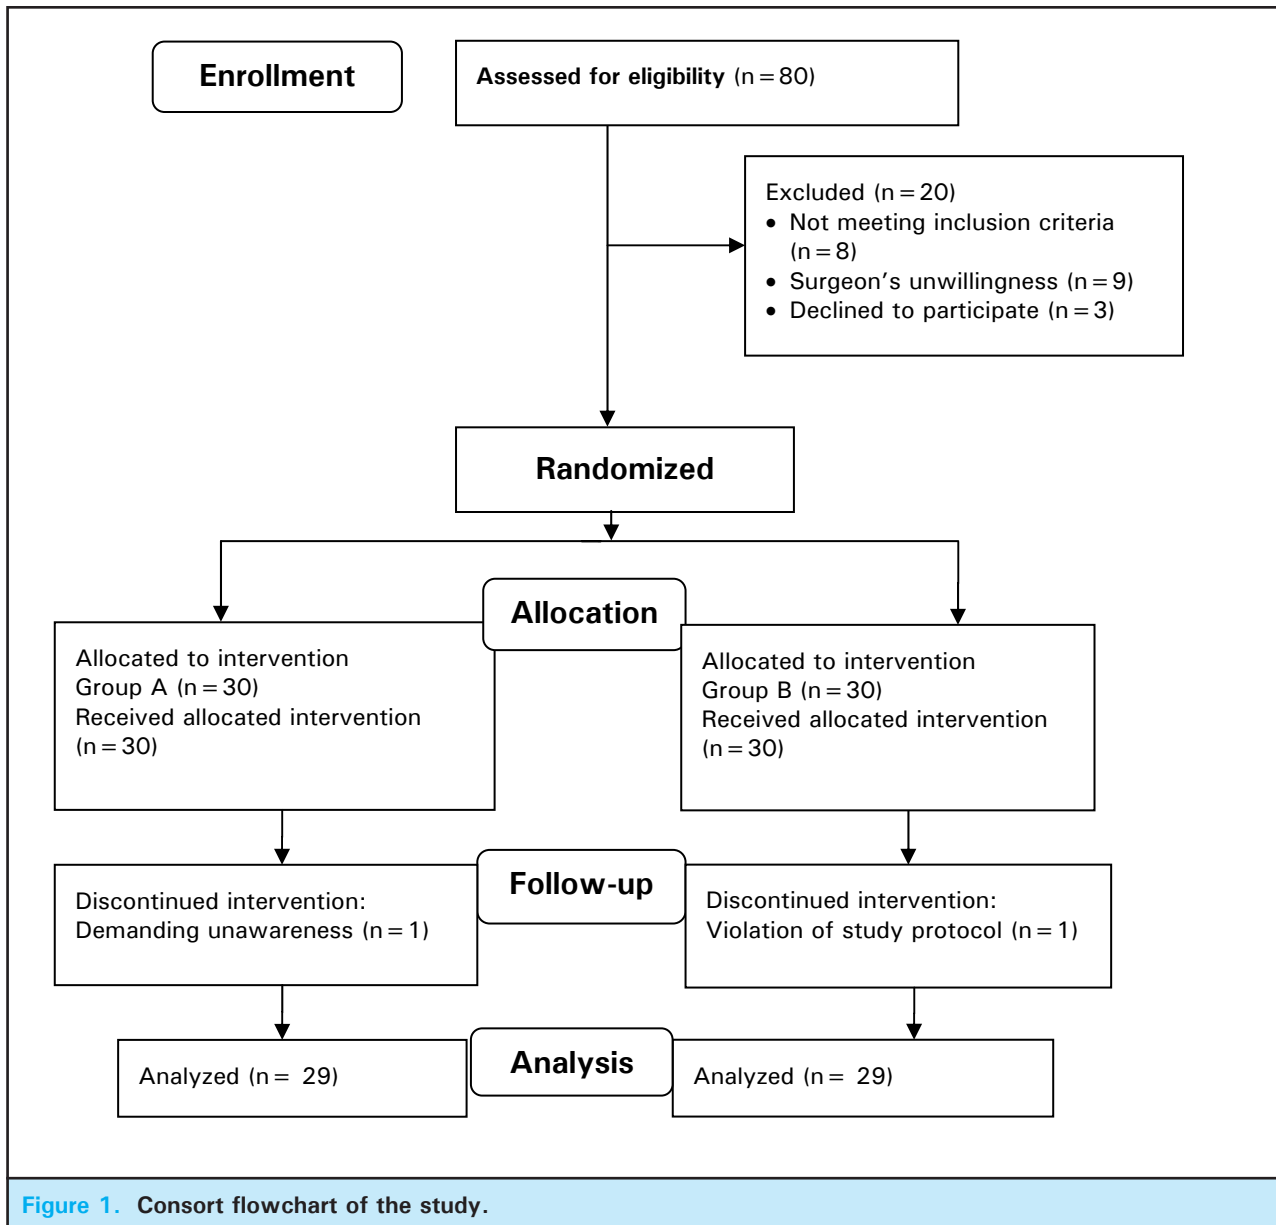 Enrollment
Assessed for eligibility (n=80)
Excluded (n=20)
• Not meeting inclusion criteria
(n=8)
• Surgeon's unwillingness (n=9)
• Declined to participate (n=3)
Randomized
Allocation
Allocated to intervention
Group A (n=30)
Received allocated intervention
(n=30)
Allocated to intervention
Group B (n=30)
Received allocated intervention
(n=30)
Follow-up
Discontinued intervention:
Demanding unawareness (n=1)
Discontinued intervention:
Violation of study protocol (n=1)
Analysis
Analyzed (n= 29)
Analyzed (n= 29)
Figure 1. Consort flowchart of the study.